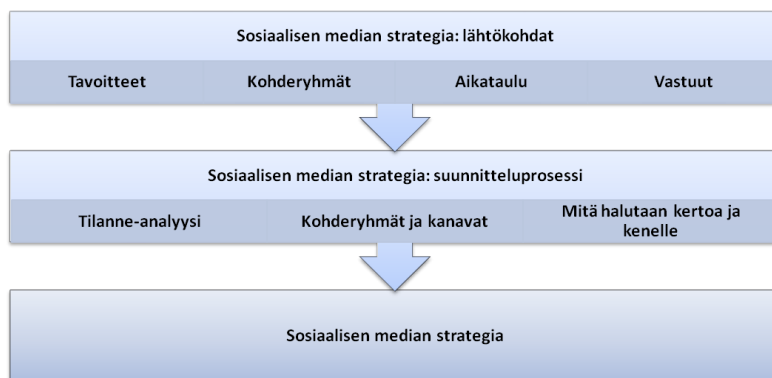 Sosiaalisen median strategia: lähtökohdat
Tavoitteet Kohderyhmät Aikataulu Vastuut
Sosiaalisen median strategia: suunnitteluprosessi
Tilanne-analyysi Kohderyhmät ja kanavat Mitä halutaan kertoa ja
kenelle
Sosiaalisen median strategia